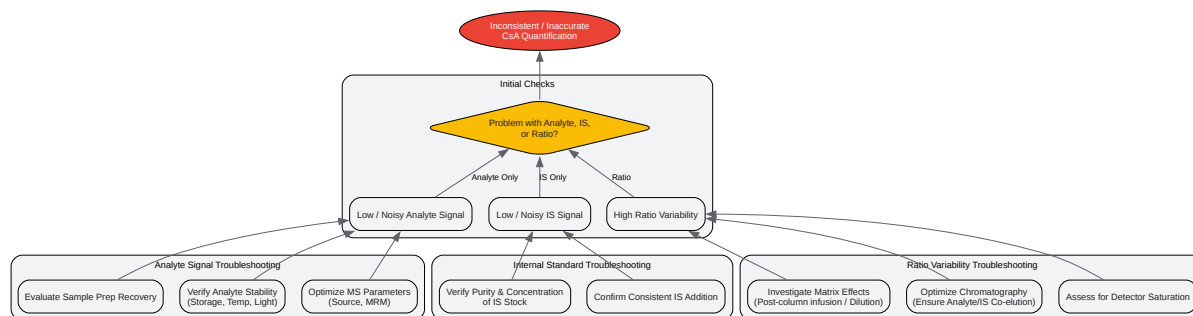 Inconsistent / Inaccurate
CsA Quantification
Initial Checks
Problem with Analyte, IS,
or Ratio?
Analyte Only
IS Only
Ratio
Low / Noisy Analyte Signal
Low / Noisy IS Signal
High Ratio Variability
Analyte Signal Troubleshooting
Evaluate Sample Prep Recovery
Verify Analyte Stability
(Storage, Temp, Light)
Optimize MS Parameters
(Source, MRM)
Internal Standard Troubleshooting
Verify Purity & Concentration
of IS Stock
Confirm Consistent IS Addition
Ratio Variability Troubleshooting
Investigate Matrix Effects
(Post-column infusion / Dilution)
Optimize Chromatography
(Ensure Analyte/IS Co-elution)
Assess for Detector Saturation